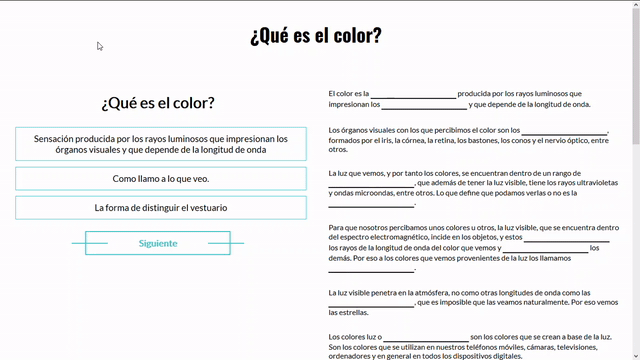 ¿Qué es el color?
¿Qué es el color?
Sensación producida por los rayos luminosos que impresionan los
órganos visuales y que depende de la longitud de onda
Como llamo a lo que veo.
La forma de distinguir el vestuario
Siguiente
El color es la ____ producida por los rayos luminosos que
impresionan los ____ y que depende de la longitud de onda.
Los órganos visuales con los que percibimos el color son los ____,
formados por el iris, la córnea, la retina, los bastones, los conos y el nervio óptico, entre
otros.
La luz que vemos, y por tanto los colores, se encuentran dentro de un rango de
____, que además de tener la luz visible, tiene los rayos ultravioletas
y ondas microondas, entre otros. Lo que define que podamos verlas o no es la
____.
Para que nosotros percibamos unos colores u otros, la luz visible, que se encuentra dentro
del espectro electromagnético, incide en los objetos, y estos ____
los rayos de la longitud de onda del color que vemos y ____ los
demás. Por eso a los colores que vemos provenientes de la luz los llamamos
____.
La luz visible penetra en la atmósfera, no como otras longitudes de onda como las
____, que es imposible que las veamos naturalmente. Por eso vemos
las estrellas.
Los colores luz o ____ son los colores que se crean a base de la luz.
Son los colores que se utilizan en nuestros teléfonos móviles, cámaras, televisiones,
ordenadores y en general en todos los dispositivos digitales.